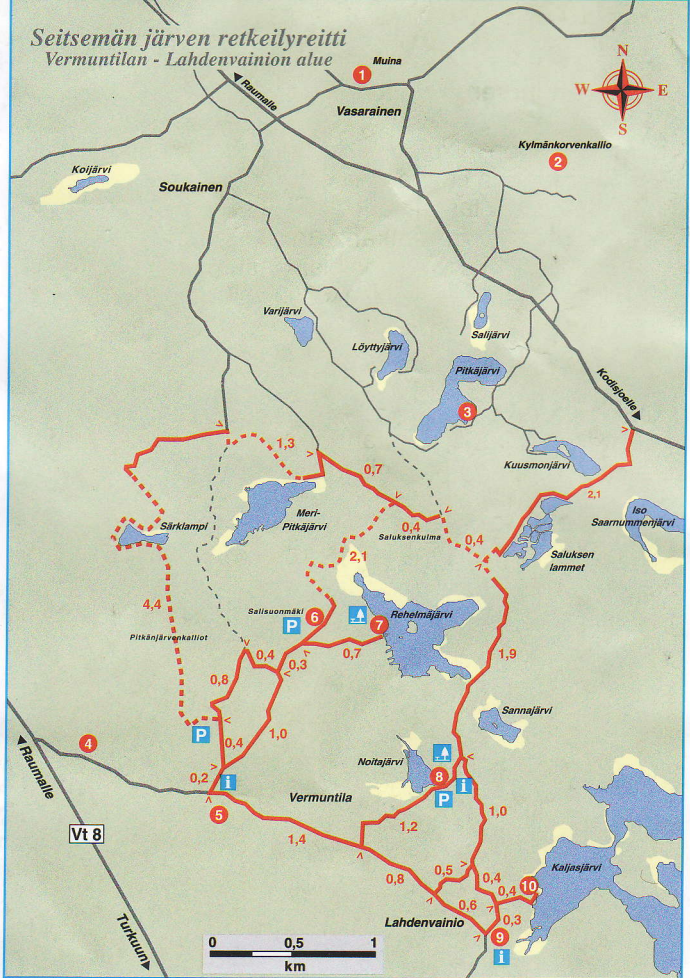 Seitsemän järven retkeilyreitti
Vermuntilan - Lahdenvainion alue
Muina
1
N
W E
S
Raumalle
Vasarainen
Kylmänkorvenkallio
2
Koijärvi
Soukainen
Varijärvi
Salijärvi
Löyttyjärvi
Pitkäjärvi
Kodisjoelle
3
1,3
Kuusmonjärvi
0,7
2,1
Meri-
Pitkäjärvi
Iso
Saarnummenjärvi
Särklampi
0,4
Saluksenkulma
0,4
Saluksen
lammet
2,1
4,4
Salisuonmäki
6
P
Rehelmäjärvi
7
Pitkänjärvenkalliot
0,7
1,9
0,4
0,3
0,8
Sannajärvi
1,0
P
4
0,4
Raumalle
Noitajärvi
8
0,2
i
i
P
Vermuntila
5
1,0
1,2
Vt 8
1,4
Kaljasjärvi
0,5
0,8
0,4
0,4
10
0,6
0,3
Lahdenvainio
9
i
Turkuun
0 0,5 1
km